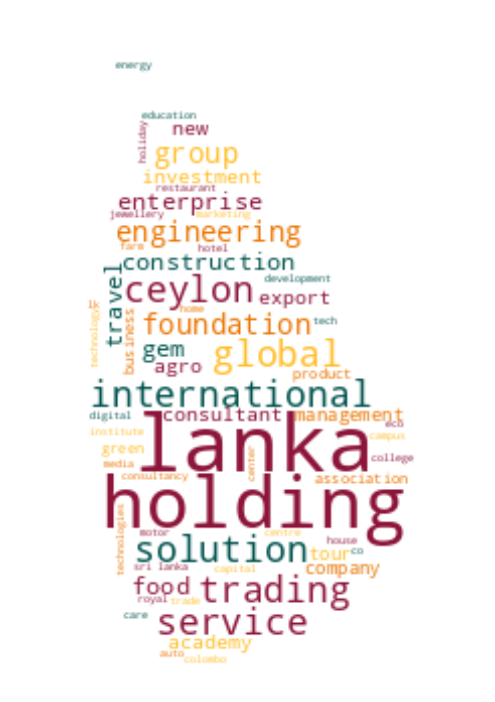 energy
education
holiday
new
group
investment
restaurant
enterprise
jewellery marketing
engineering
farm hotel
construction
travel
development
ceylon export
lk
technology
business
home
foundation tech
gem global
agro
product
international
digital consultant management
eco
institute campus
green
center
college
media
consultancy association
lanka
holding
technologies
motor centre
house
solution tour co
sri lanka capital company
food trading
royal trade
care service
academy
auto colombo